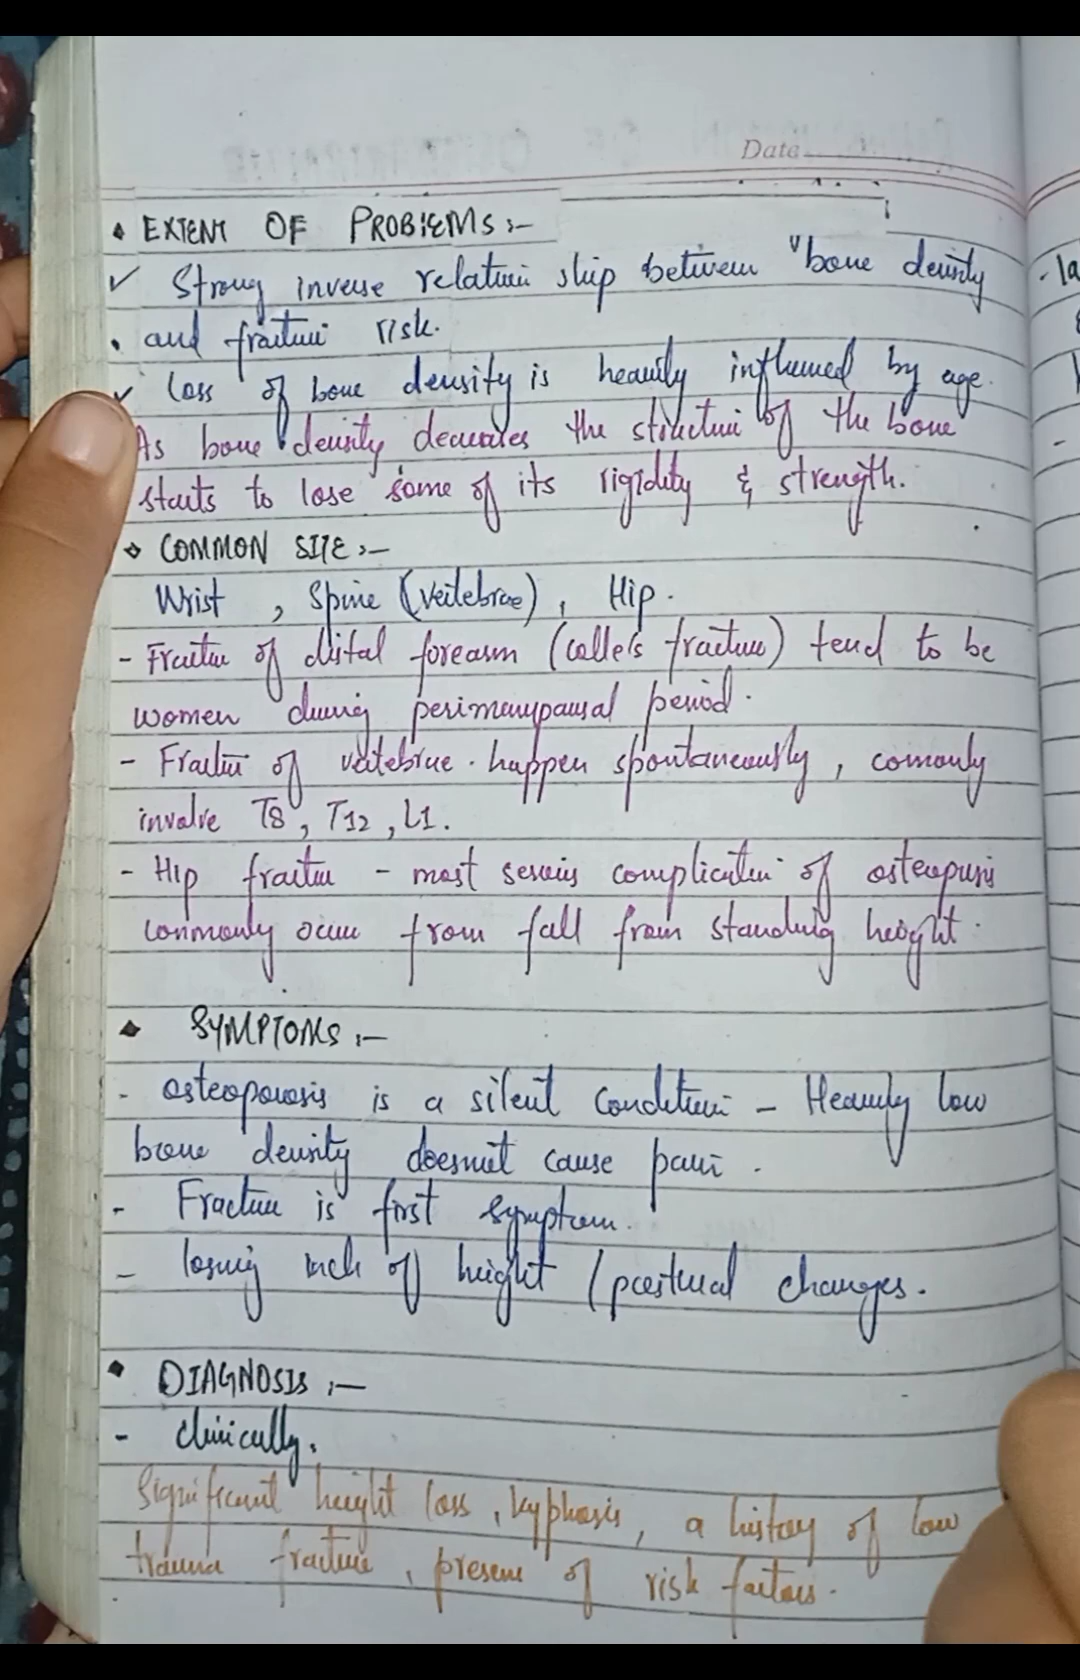 Date
EXTENT OF PROBLEMS :-
✓ Strong inverse relation ship between "bone density
• and fracture risk.
✓ Loss of bone density is heavily influenced by age.
As bone density decreases the structure of the bone
starts to lose some of its rigidity & strength.
COMMON SITE :-
Wrist, Spine (vertebrae), Hip.
- Fracture of distal forearm (colle's fracture) tend to be
women during perimenopausal period.
- Fracture of vertebrae. happen spontaneously, commonly
involve T8, T12, L1.
- Hip fracture - most serious complication of osteoporosis
commonly occur from fall from standing height.
SYMPTOMS :-
- osteoporosis is a silent condition - Heavily low
bone density doesn't cause pain.
- Fracture is first symptom.
- losing inch of height / postural changes.
DIAGNOSIS :-
- clinically.
Significant height loss, kyphosis, a history of low
trauma fracture, presence of risk factors.